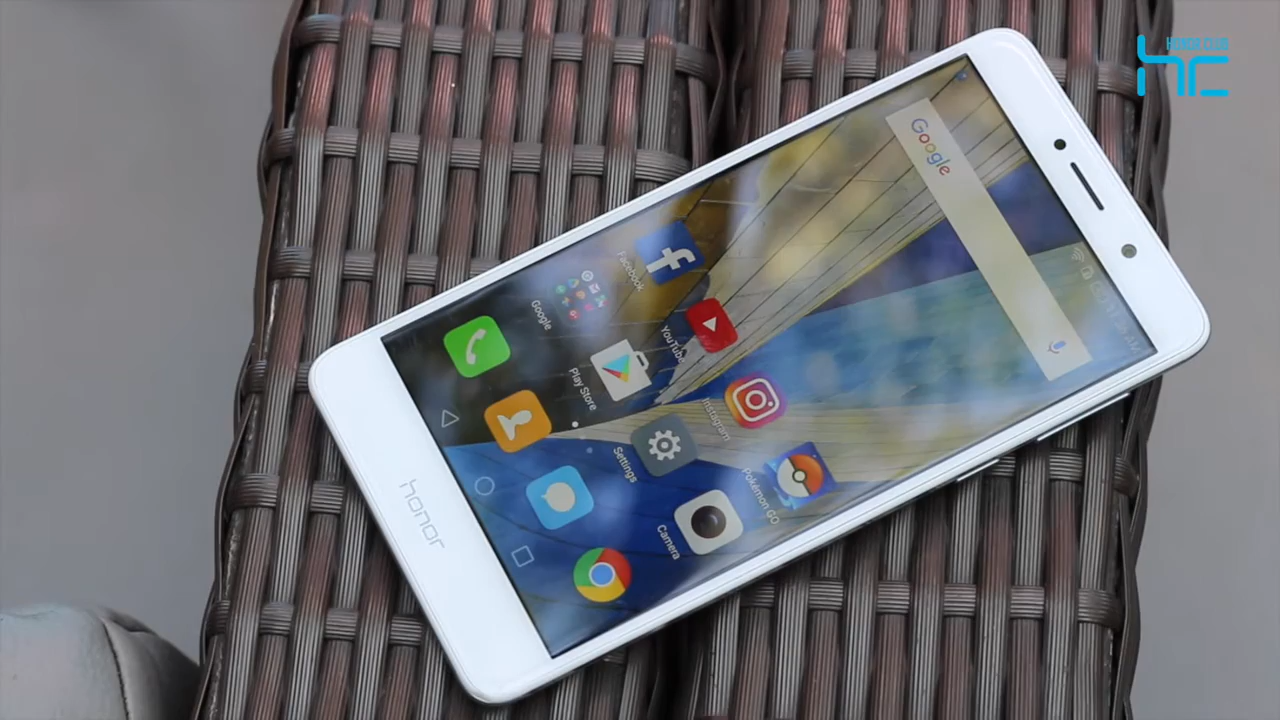 HONOR CLUB
Google
Facebook
Google
YouTube
Play Store
Instagram
Settings
Pokémon GO
Camera
honor